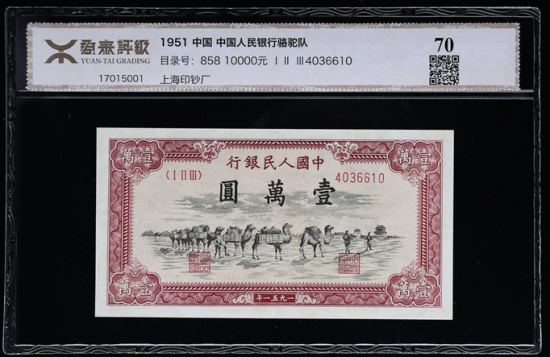 盈泰評級
YUAN-TAI GRADING
17015001
1951 中国 中国人民银行骆驼队
目录号：858 10000元 Ⅰ Ⅱ Ⅲ4036610
上海印钞厂
70
萬壹
行銀民人國中
〈Ⅰ Ⅱ Ⅲ〉
4036610
圓萬壹
萬壹
萬壹
年一五九一
萬壹